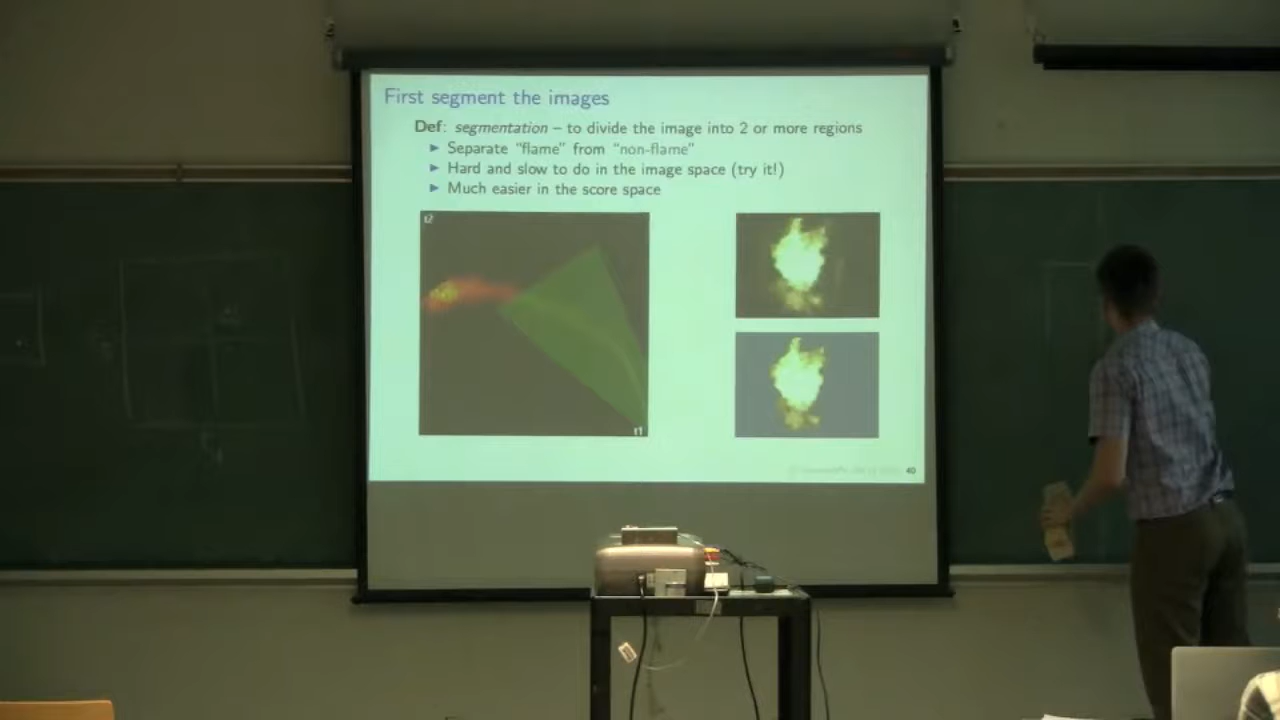 First segment the images
Def: segmentation – to divide the image into 2 or more regions
► Separate “flame” from “non-flame”
► Hard and slow to do in the image space (try it!)
► Much easier in the score space
t2
t1
40